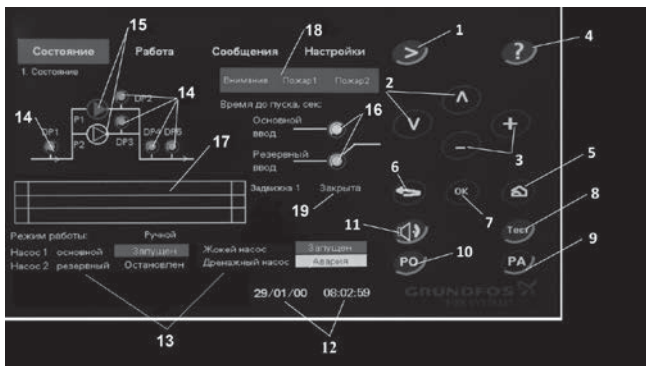 15
18
1
4
Состояние Работа Сообщения Настройки
>
?
1. Состояние
Внимание Пожар1 Пожар2
2
14
DP2
14
Время до пуска, сек
16
DP1
P1
P2
DP3
DP4
DP5
Основной
ввод
Резервный
ввод
17
3
5
6
Задвижка 1 Закрыта
19
OK
7
8
11
Тест
Режим работы: Ручной
Насос 1 основной Запущен
Насос 2 резервный Остановлен
Жокей насос Запущен
Дренажный насос Авария
PO
10
PA
9
29/01/00 08:02:59
GRUNDFOS
13
12